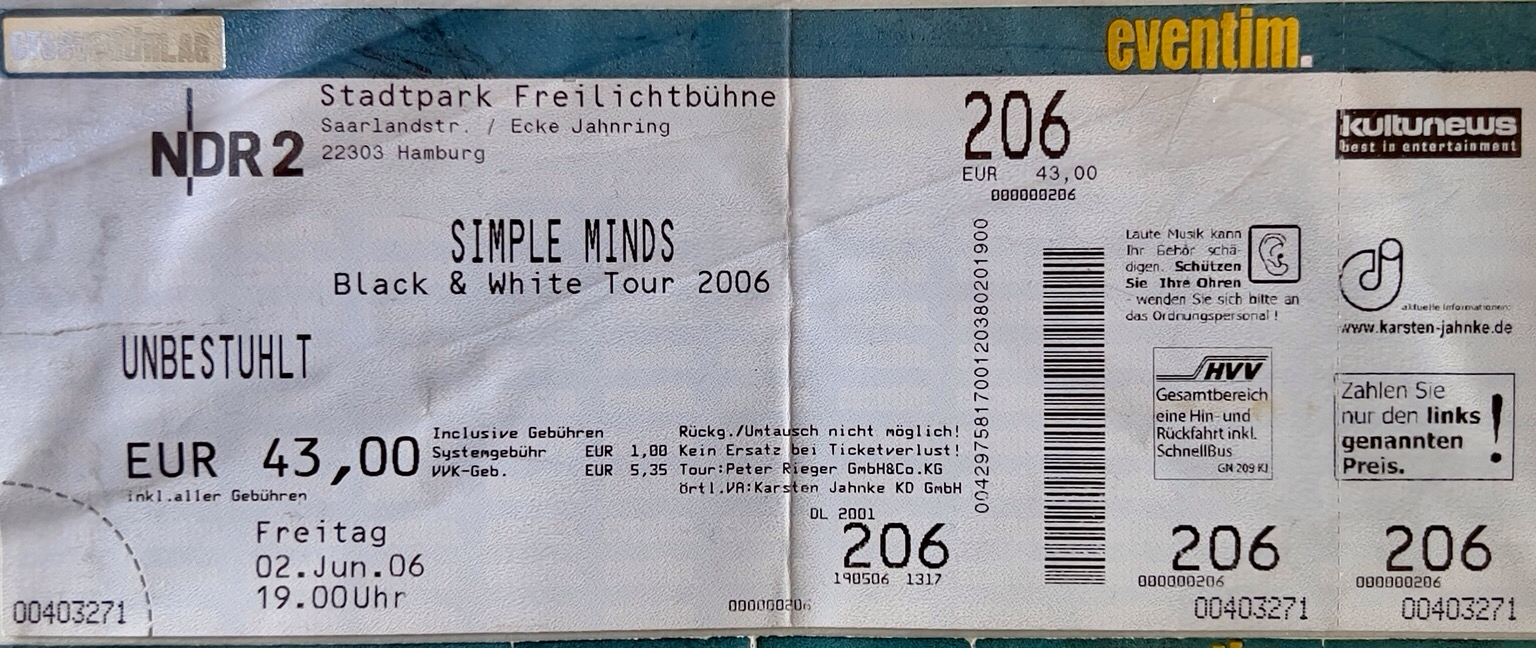 eventim.
NDR 2
Stadtpark Freilichtbühne
Saarlandstr. / Ecke Jahnring
22303 Hamburg
SIMPLE MINDS
Black & White Tour 2006
UNBESTUHLT
EUR 43,00
inkl.aller Gebühren
Inclusive Gebühren
Systemgebühr EUR 1,00
VVK-Geb. EUR 5,35
Rückg./Umtausch nicht möglich!
Kein Ersatz bei Ticketverlust!
Tour:Peter Rieger GmbH&Co.KG
örtl.VA:Karsten Jahnke KD GmbH
Freitag
02.Jun.06
19.00Uhr
00403271
DL 2001
206
190506 1317
000000206
206
EUR 43,00
000000206
004297581700120380201900
Laute Musik kann
Ihr Gehör schä-
digen. Schützen
Sie Ihre Ohren
- wenden Sie sich bitte an
das Ordnungspersonal !
HVV
Gesamtbereich
eine Hin- und
Rückfahrt inkl.
SchnellBus
GN 209 KJ
206
000000206
00403271
kulturnews
best in entertainment
aktuelle Informationen:
www.karsten-jahnke.de
Zahlen Sie
nur den links
genannten
Preis. !
206
000000206
00403271